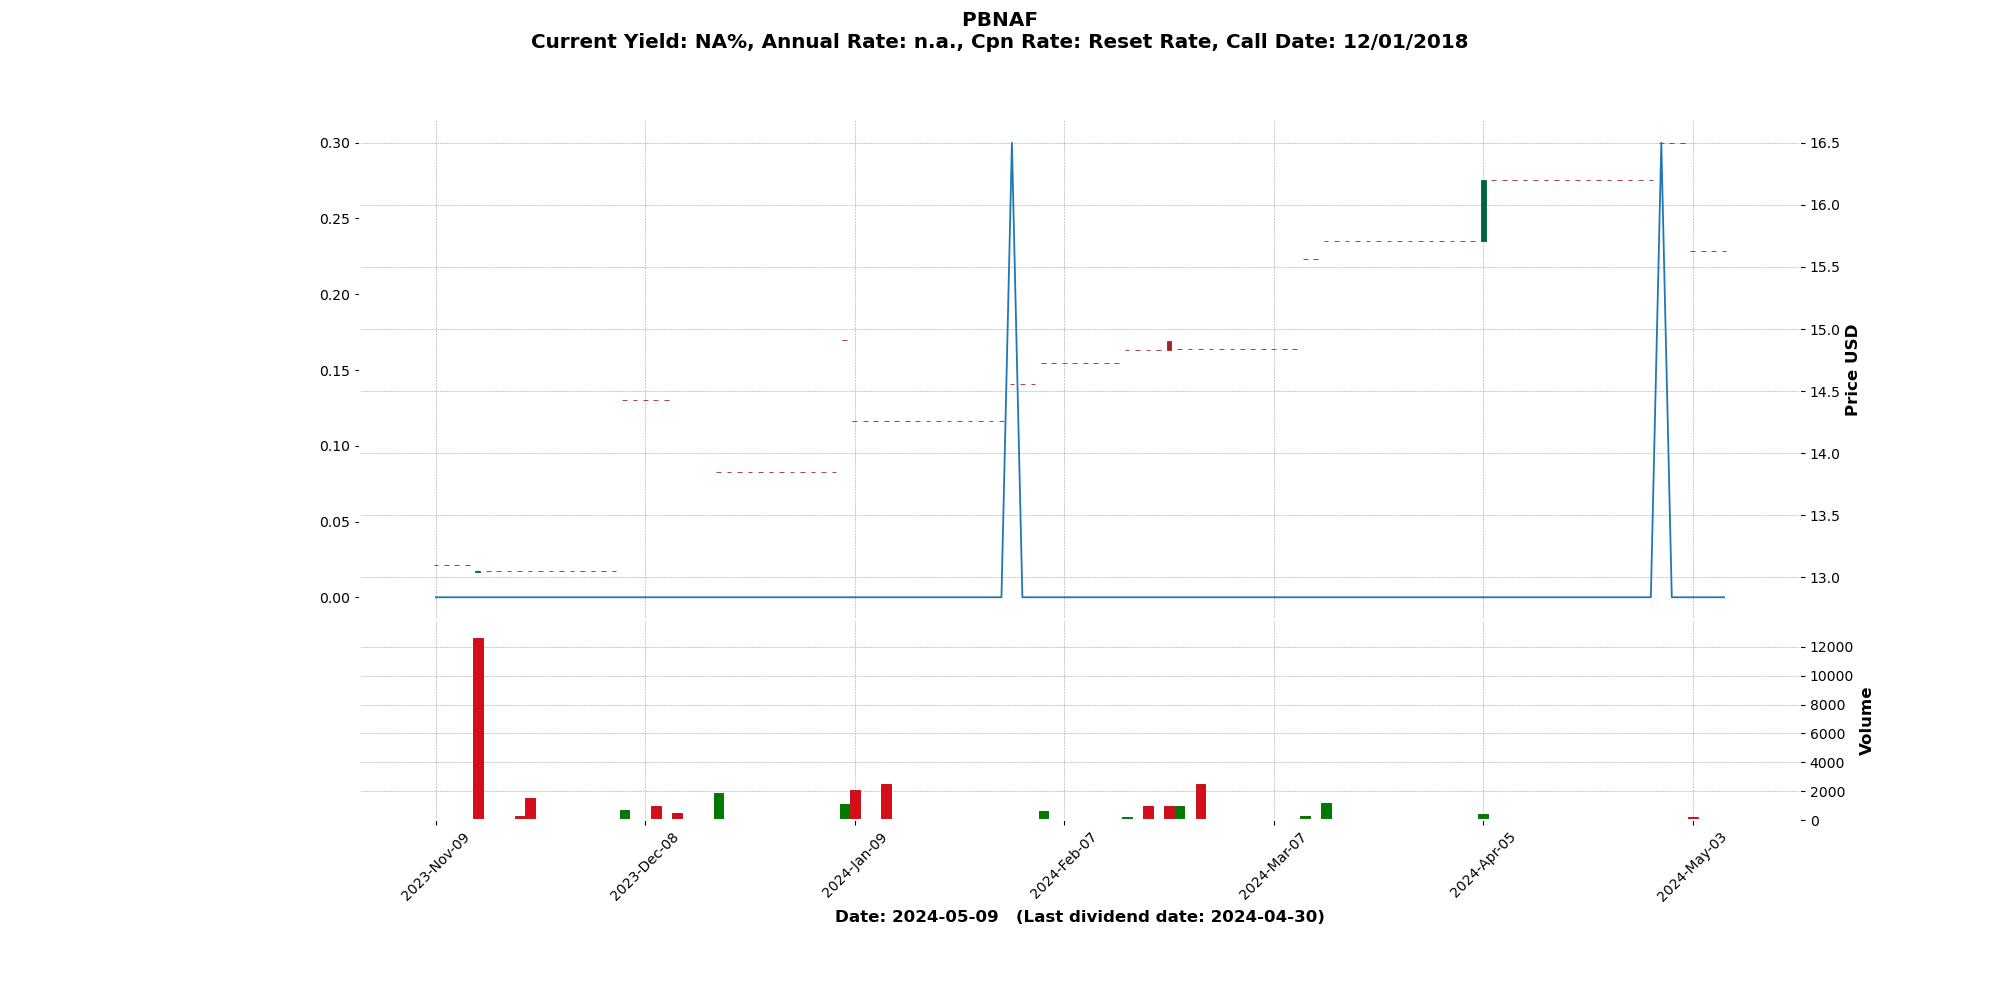 PBNAF
Current Yield: NA%, Annual Rate: n.a., Cpn Rate: Reset Rate, Call Date: 12/01/2018
0.30
0.25
0.20
0.15
0.10
0.05
0.00
16.5
16.0
15.5
15.0
14.5
14.0
13.5
13.0
Price USD
12000
10000
8000
6000
4000
2000
0
Volume
2023-Nov-09
2023-Dec-08
2024-Jan-09
2024-Feb-07
2024-Mar-07
2024-Apr-05
2024-May-03
Date: 2024-05-09   (Last dividend date: 2024-04-30)